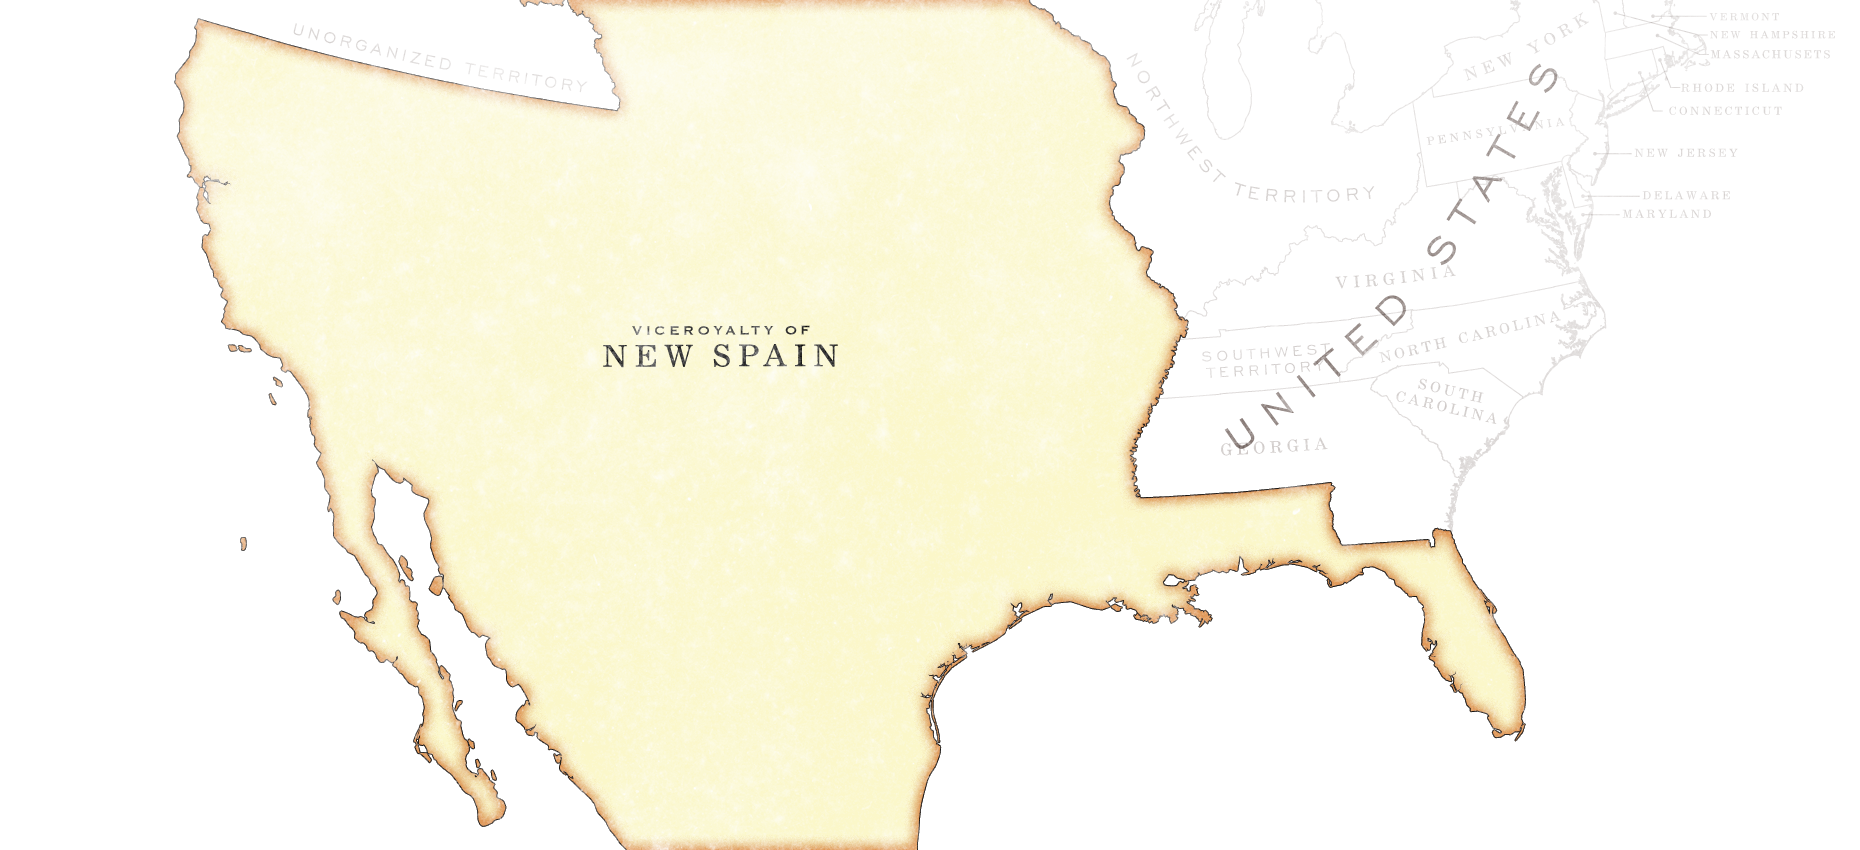 UNORGANIZED TERRITORY
VERMONT
NEW HAMPSHIRE
MASSACHUSETS
NEW YORK
RHODE ISLAND
CONNECTICUT
NORTHWEST TERRITORY
PENNSYLVANIA
NEW JERSEY
DELAWARE
MARYLAND
UNITED STATES
VIRGINIA
VICEROYALTY OF
NEW SPAIN
NORTH CAROLINA
SOUTHWEST
TERRITORY
SOUTH
CAROLINA
GEORGIA